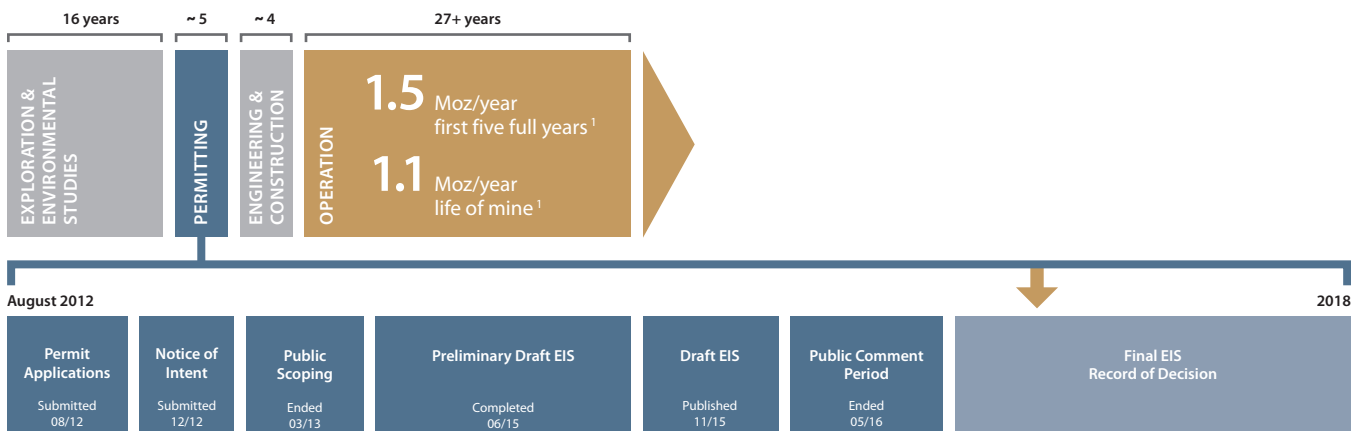 16 years
~ 5
~ 4
27+ years
EXPLORATION &
ENVIRONMENTAL
STUDIES
PERMITTING
ENGINEERING &
CONSTRUCTION
OPERATION
1.5 Moz/year
first five full years 1
1.1 Moz/year
life of mine 1
August 2012
2018
Permit
Applications
Submitted
08/12
Notice of
Intent
Submitted
12/12
Public
Scoping
Ended
03/13
Preliminary Draft EIS
Completed
06/15
Draft EIS
Published
11/15
Public Comment
Period
Ended
05/16
Final EIS
Record of Decision